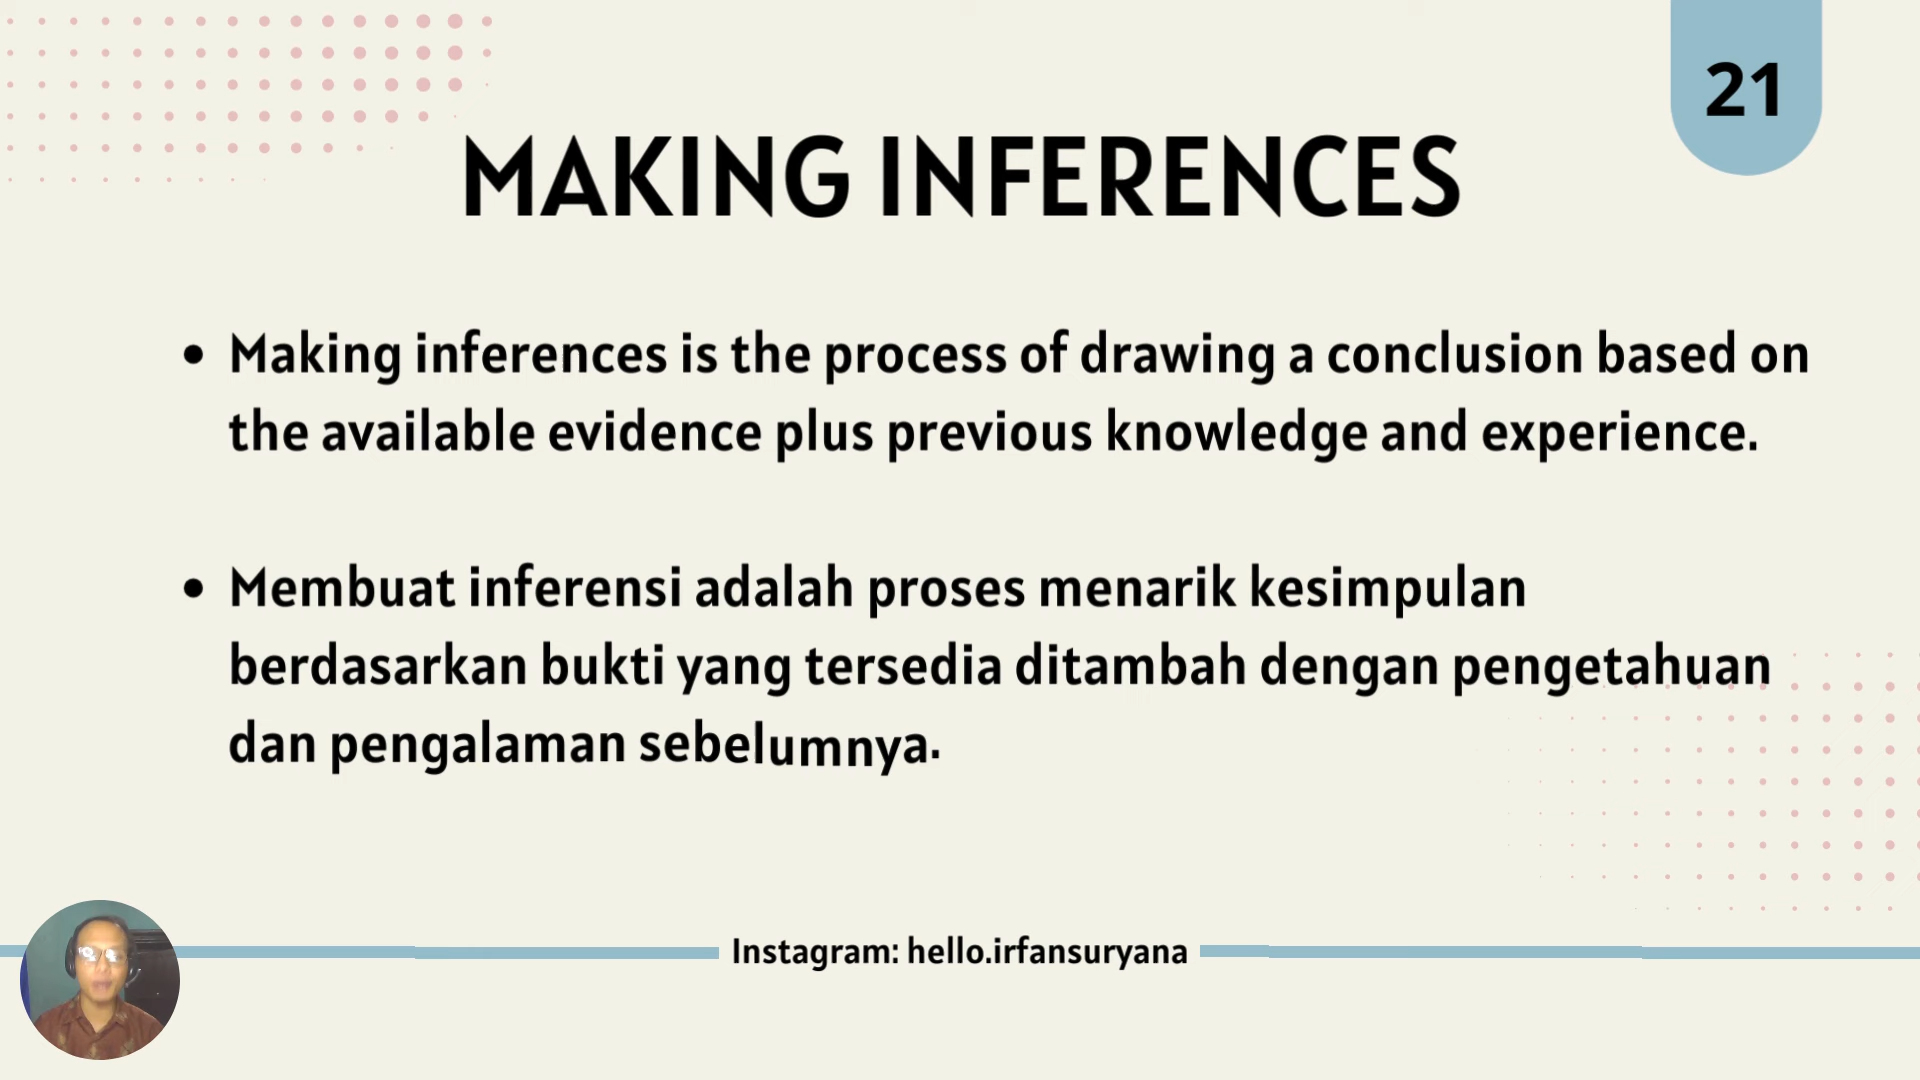 21
MAKING INFERENCES
• Making inferences is the process of drawing a conclusion based on
the available evidence plus previous knowledge and experience.
• Membuat inferensi adalah proses menarik kesimpulan
berdasarkan bukti yang tersedia ditambah dengan pengetahuan
dan pengalaman sebelumnya.
Instagram: hello.irfansuryana